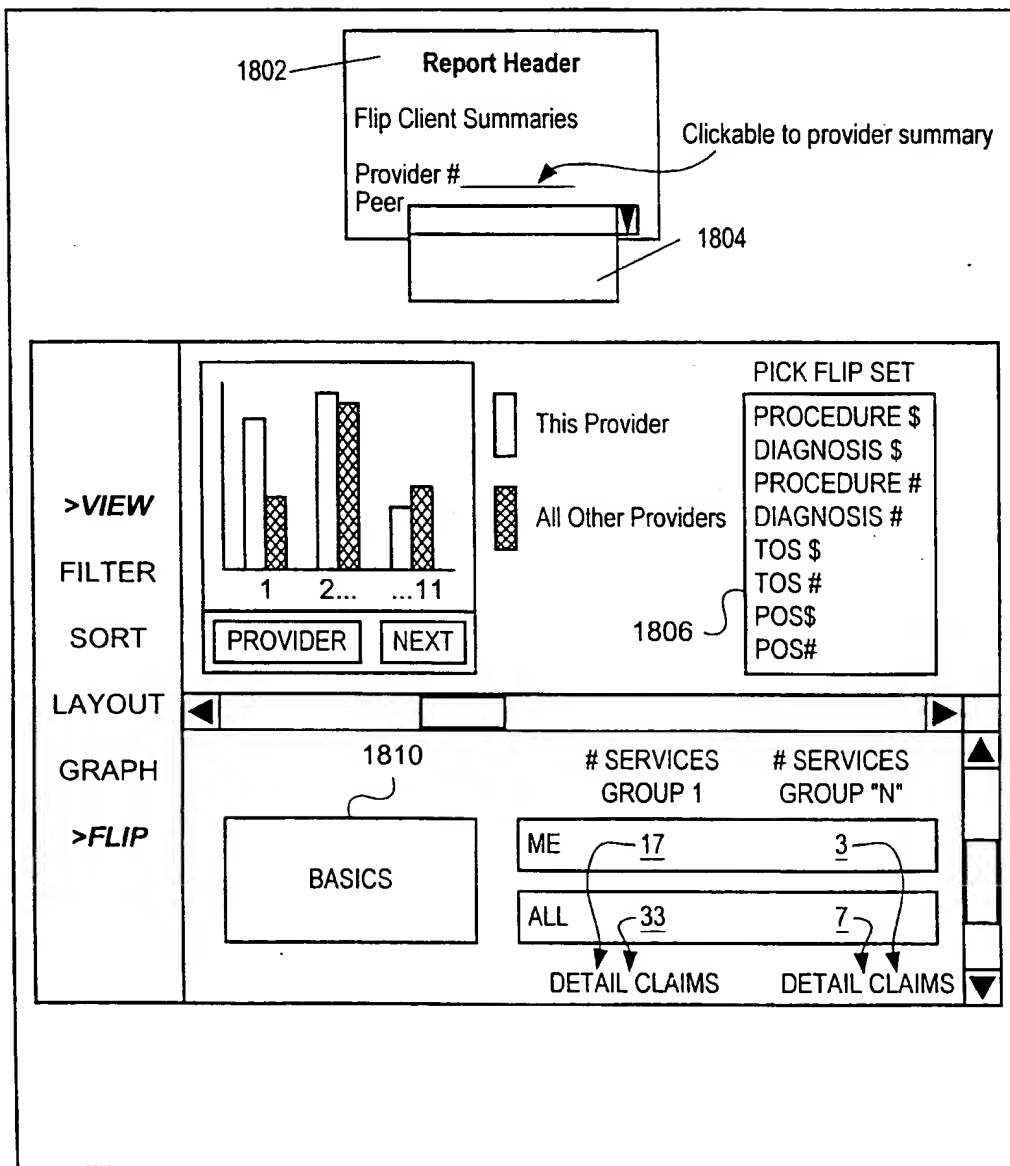 1802
Report Header
Flip Client Summaries
Clickable to provider summary
Provider #
Peer
1804
>VIEW
FILTER
SORT
LAYOUT
GRAPH
>FLIP
1 2... ...11
PROVIDER NEXT
This Provider
All Other Providers
PICK FLIP SET
PROCEDURE $
DIAGNOSIS $
PROCEDURE #
DIAGNOSIS #
TOS $
TOS #
POS$
POS#
1806
1810
BASICS
# SERVICES GROUP 1
# SERVICES GROUP "N"
ME 17 3
ALL 33 7
DETAIL CLAIMS DETAIL CLAIMS